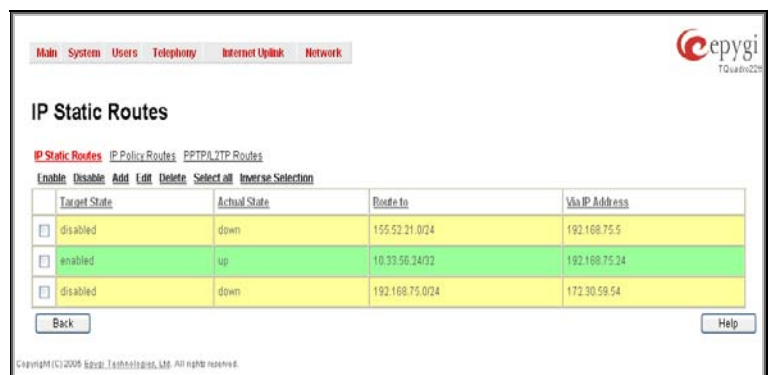 Main System Users Telephony Internet Uplink Network
epygi
IP Static Routes
IP Static Routes IP Policy Routes PPTP/L2TP Routes
Enable Disable Add Edit Delete Select all Inverse Selection
Target State Actual State Route to Via IP Address
disabled down 155.52.21.0/24 192.168.75.5
enabled up 10.33.56.24/32 192.168.75.24
disabled down 192.168.75.0/24 172.30.59.54
Back Help
Copyright (C) 2005 Epygi Technologies, Ltd. All rights reserved.